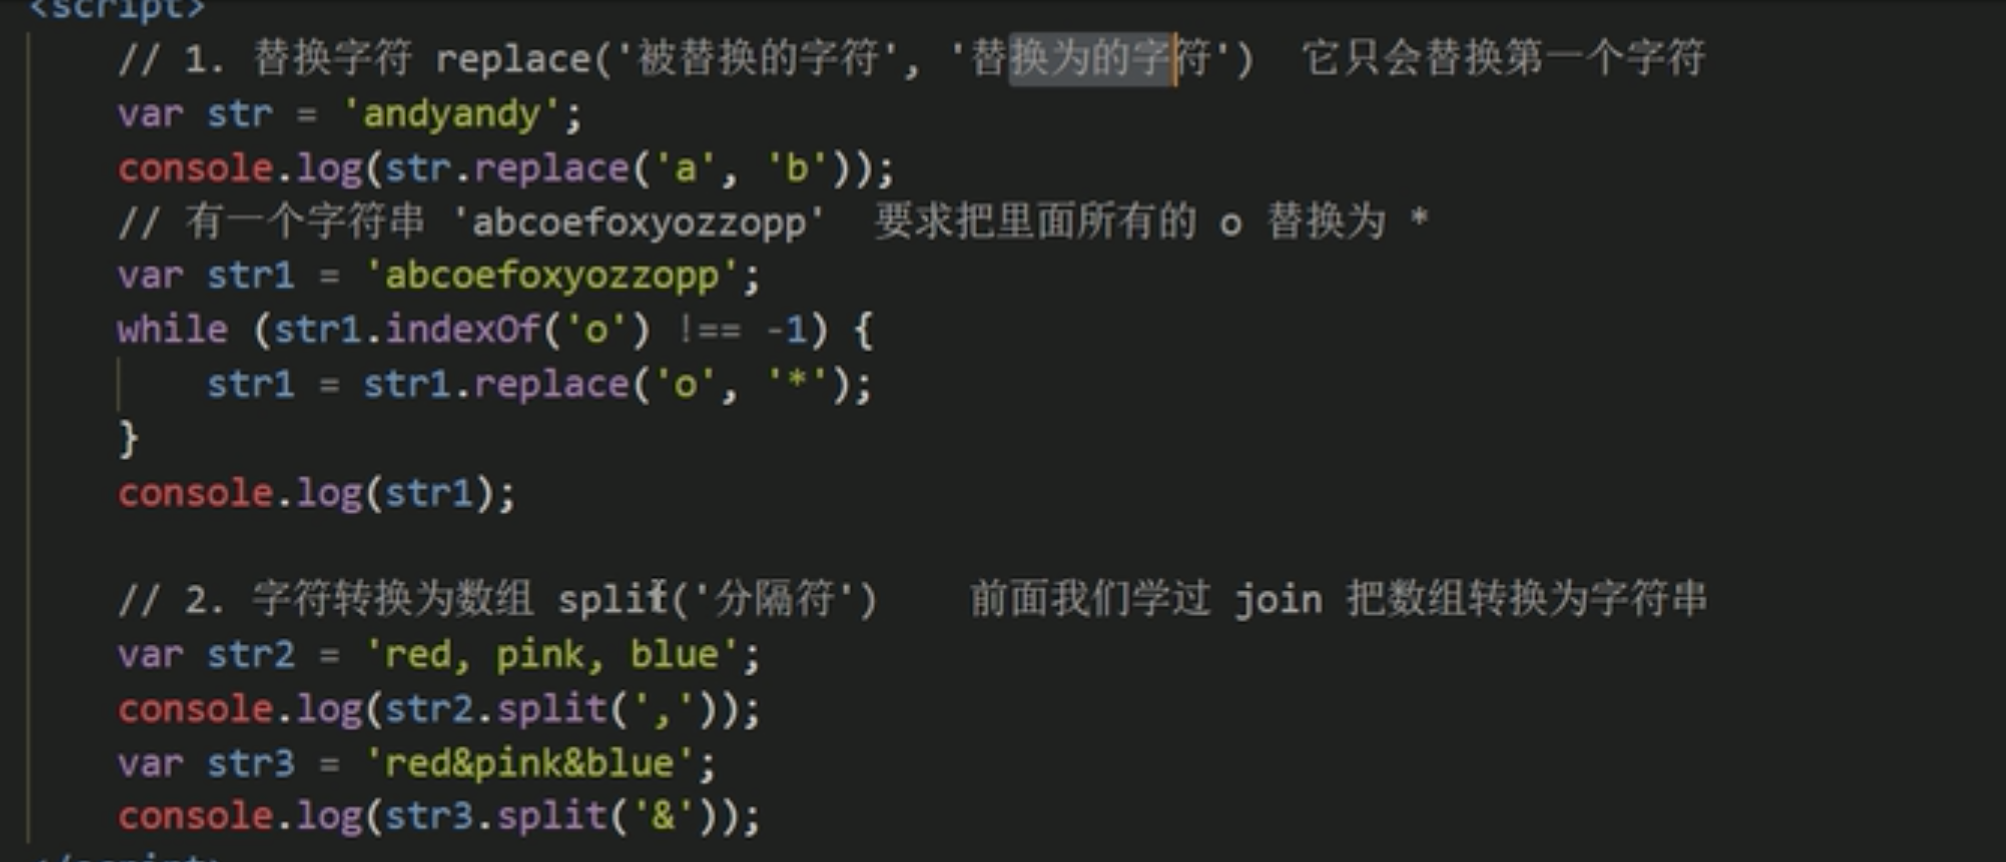 <script>
// 1. 替换字符 replace('被替换的字符', '替换为的字符')  它只会替换第一个字符
var str = 'andyandy';
console.log(str.replace('a', 'b'));
// 有一个字符串 'abcoefoxyozzopp'  要求把里面所有的 o 替换为 *
var str1 = 'abcoefoxyozzopp';
while (str1.indexOf('o') !== -1) {
    str1 = str1.replace('o', '*');
}
console.log(str1);
// 2. 字符转换为数组 split('分隔符')    前面我们学过 join 把数组转换为字符串
var str2 = 'red, pink, blue';
console.log(str2.split(','));
var str3 = 'red&pink&blue';
console.log(str3.split('&'));